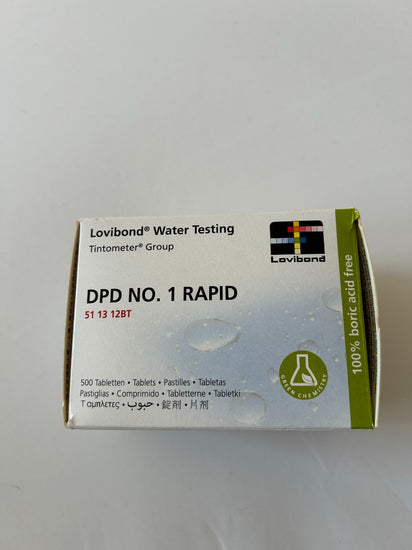 Lovibond® Water Testing
Tintometer® Group
Lovibond
DPD NO. 1 RAPID
51 13 12BT
500 Tabletten • Tablets • Pastilles • Tabletas
Pastiglias • Comprimido • Tabletterne • Tabletki
Ταμπλετες • حبوب • 錠剤 • 片剂
GREEN CHEMISTRY
100% boric acid free